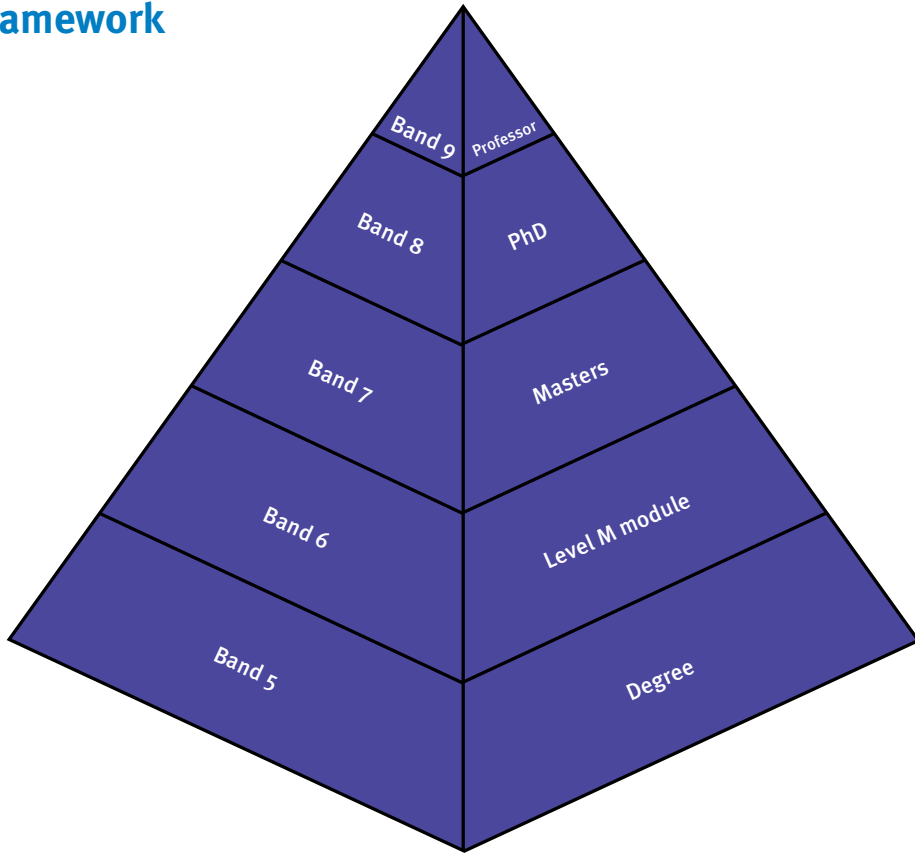 amework
Band 9
Professor
Band 8
PhD
Band 7
Masters
Band 6
Level M module
Band 5
Degree